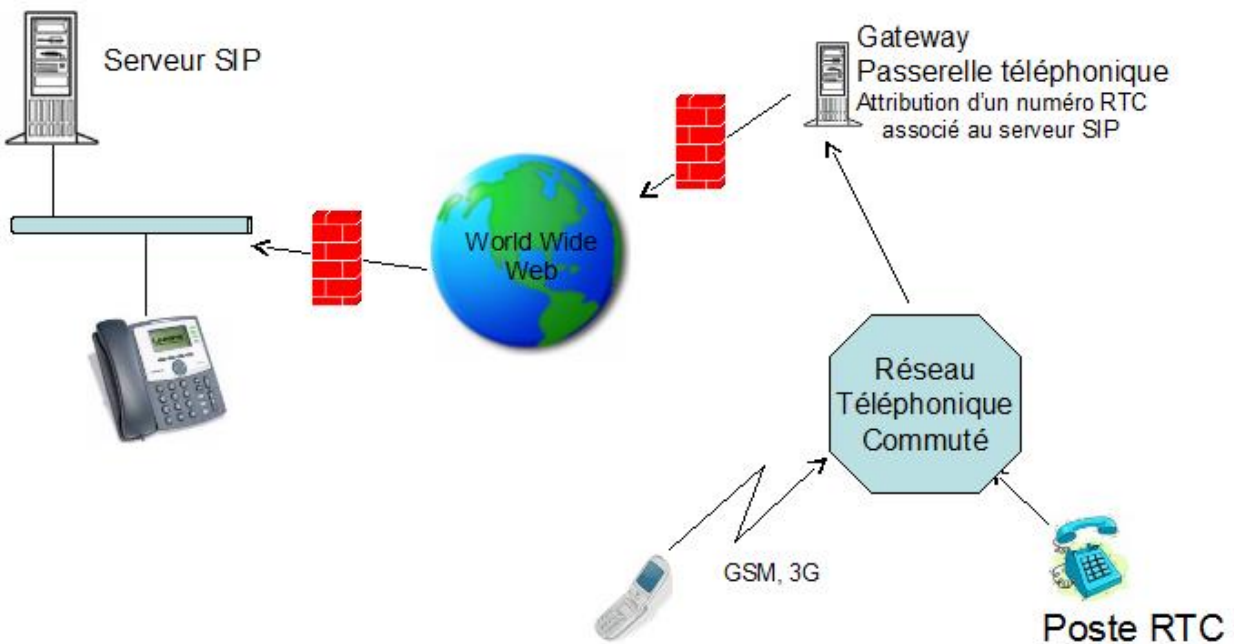 Serveur SIP
Gateway
Passerelle téléphonique
Attribution d'un numéro RTC
associé au serveur SIP
World Wide
Web
Réseau
Téléphonique
Commuté
GSM, 3G
Poste RTC